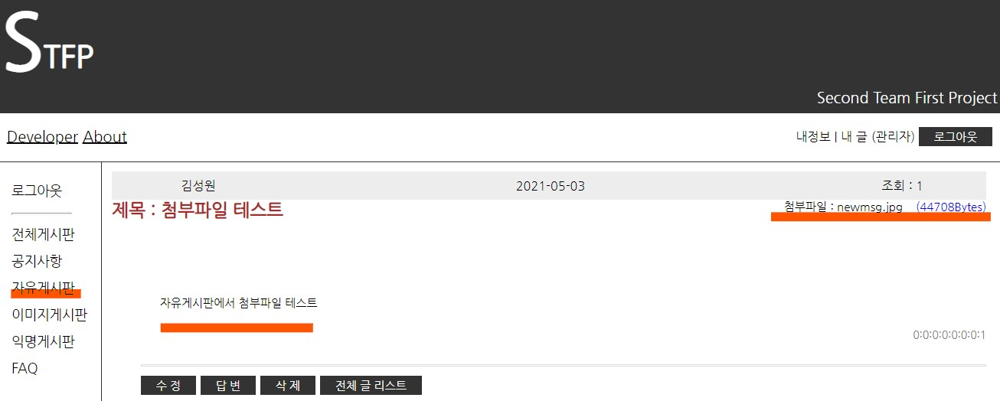 STFP
Second Team First Project
Developer About
내정보 | 내 글 (관리자) 로그아웃
로그아웃
전체게시판
공지사항
자유게시판
이미지게시판
익명게시판
FAQ
김성원 2021-05-03 조회 : 1
제목 : 첨부파일 테스트
첨부파일 : newmsg.jpg (44708Bytes)
자유게시판에서 첨부파일 테스트
0:0:0:0:0:0:0:1
수 정 답 변 삭 제 전체 글 리스트